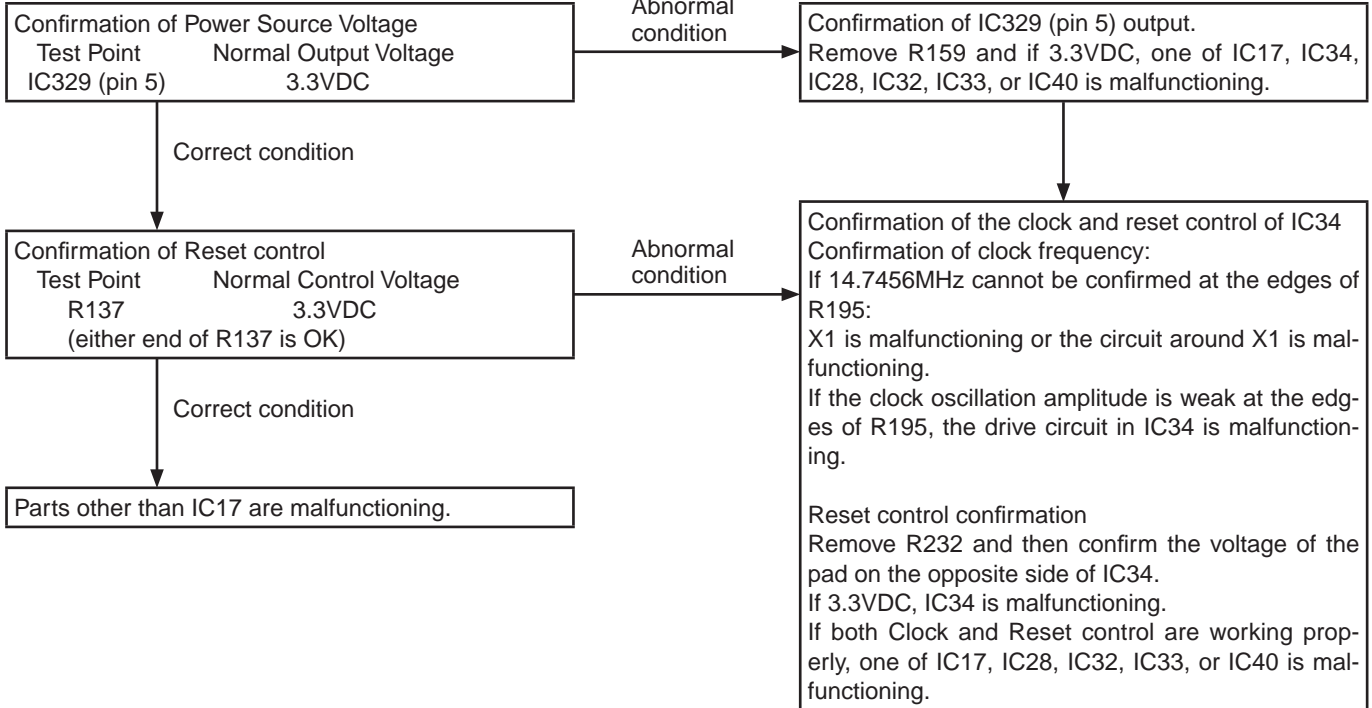 Confirmation of Power Source Voltage
Test Point Normal Output Voltage
IC329 (pin 5) 3.3VDC
Abnormal
condition
Confirmation of IC329 (pin 5) output.
Remove R159 and if 3.3VDC, one of IC17, IC34,
IC28, IC32, IC33, or IC40 is malfunctioning.
Correct condition
Confirmation of Reset control
Test Point Normal Control Voltage
R137 3.3VDC
(either end of R137 is OK)
Abnormal
condition
Confirmation of the clock and reset control of IC34
Confirmation of clock frequency:
If 14.7456MHz cannot be confirmed at the edges of
R195:
X1 is malfunctioning or the circuit around X1 is mal-
functioning.
If the clock oscillation amplitude is weak at the edg-
es of R195, the drive circuit in IC34 is malfunction-
ing.
Reset control confirmation
Remove R232 and then confirm the voltage of the
pad on the opposite side of IC34.
If 3.3VDC, IC34 is malfunctioning.
If both Clock and Reset control are working prop-
erly, one of IC17, IC28, IC32, IC33, or IC40 is mal-
functioning.
Correct condition
Parts other than IC17 are malfunctioning.